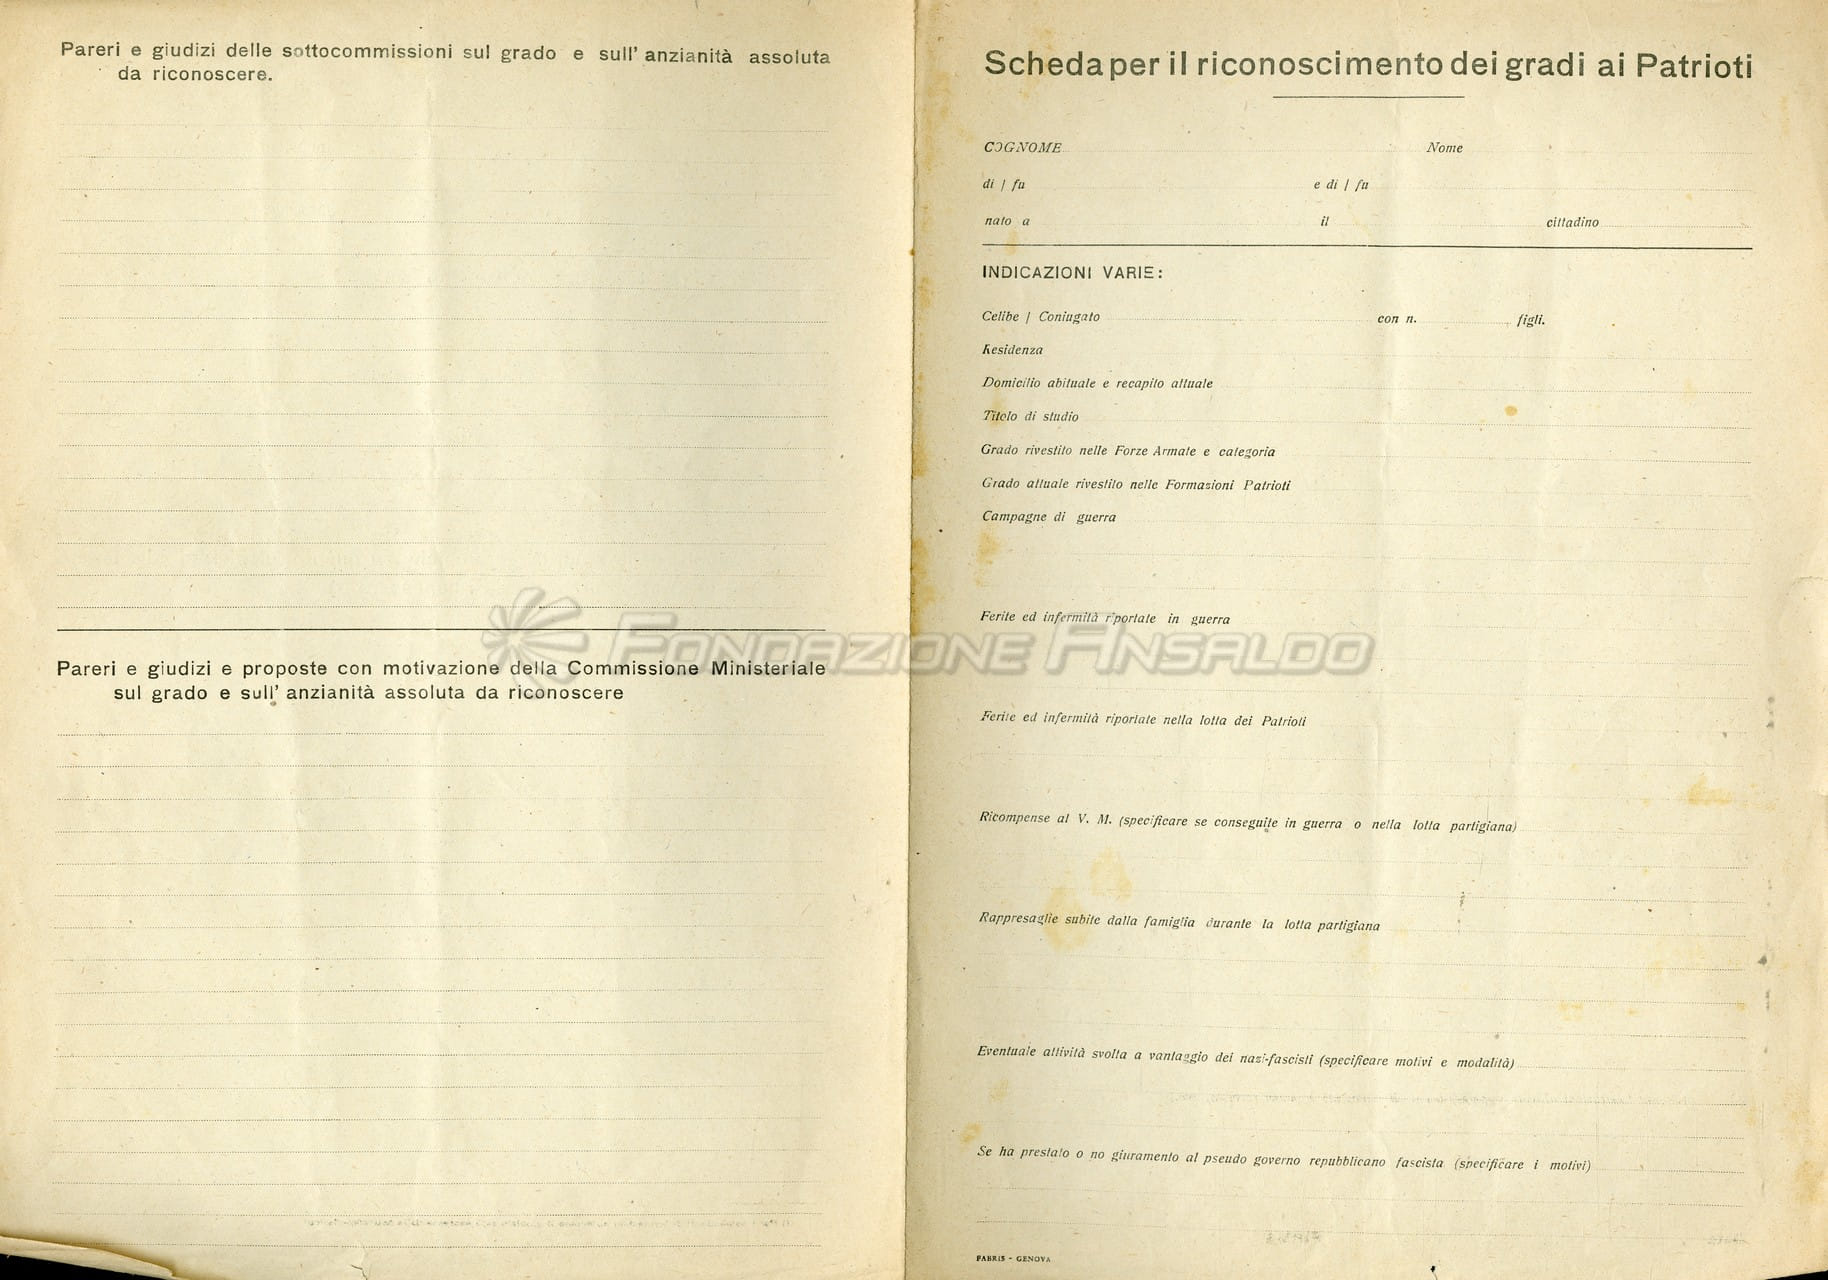 Pareri e giudizi delle sottocommissioni sul grado e sull' anzianità assoluta
da riconoscere.
Pareri e giudizi e proposte con motivazione della Commissione Ministeriale
sul grado e sull' anzianità assoluta da riconoscere
Scheda per il riconoscimento dei gradi ai Patrioti
COGNOME Nome
di / fu e di / fu
nato a il cittadino
INDICAZIONI VARIE:
Celibe / Coniugato con n. figli.
Residenza
Domicilio abituale e recapito attuale
Titolo di studio
Grado rivestito nelle Forze Armate e categoria
Grado attuale rivestito nelle Formazioni Patrioti
Campagne di guerra
Ferite ed infermità riportate in guerra
FONDAZIONE ANSALDO
Ferite ed infermità riportate nella lotta dei Patrioti
Ricompense al V. M. (specificare se conseguite in guerra o nella lotta partigiana)
Rappresaglie subite dalla famiglia durante la lotta partigiana
Eventuale attività svolta a vantaggio dei nazi-fascisti (specificare motivi e modalità)
Se ha prestato o no giuramento al pseudo governo repubblicano fascista (specificare i motivi)
FABRIS - GENOVA